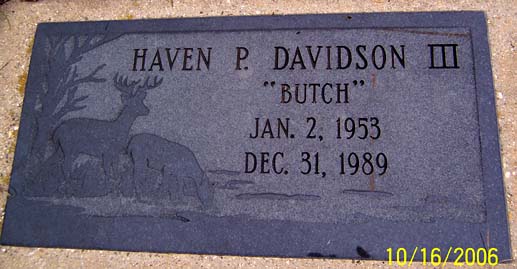 HAVEN P. DAVIDSON III
"BUTCH"
JAN. 2, 1953
DEC. 31, 1989
10/16/2006